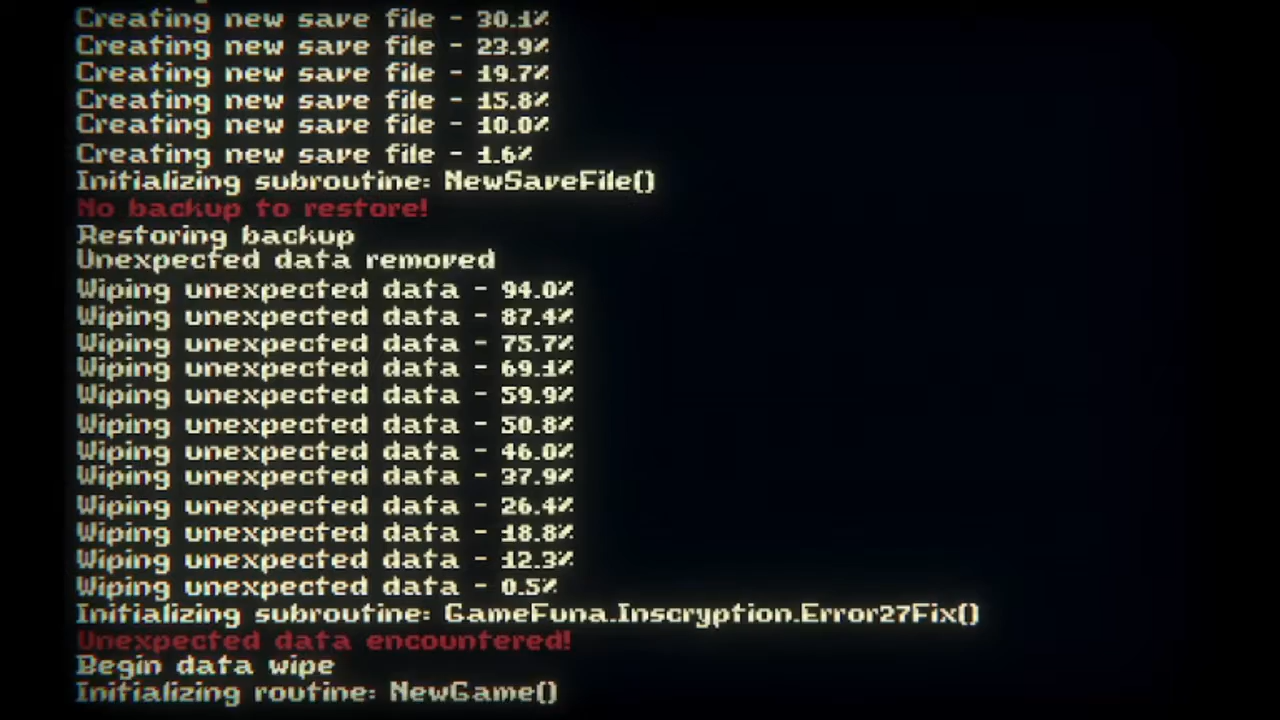 Creating new save file - 30.1%
Creating new save file - 23.9%
Creating new save file - 19.7%
Creating new save file - 15.8%
Creating new save file - 10.0%
Creating new save file - 1.6%
Initializing subroutine: NewSaveFile()
No backup to restore!
Restoring backup
Unexpected data removed
Wiping unexpected data - 94.0%
Wiping unexpected data - 87.4%
Wiping unexpected data - 75.7%
Wiping unexpected data - 69.1%
Wiping unexpected data - 59.9%
Wiping unexpected data - 50.8%
Wiping unexpected data - 46.0%
Wiping unexpected data - 37.9%
Wiping unexpected data - 26.4%
Wiping unexpected data - 18.8%
Wiping unexpected data - 12.3%
Wiping unexpected data - 0.5%
Initializing subroutine: GameFuna.Inscryption.Error27Fix()
Unexpected data encountered!
Begin data wipe
Initializing routine: NewGame()